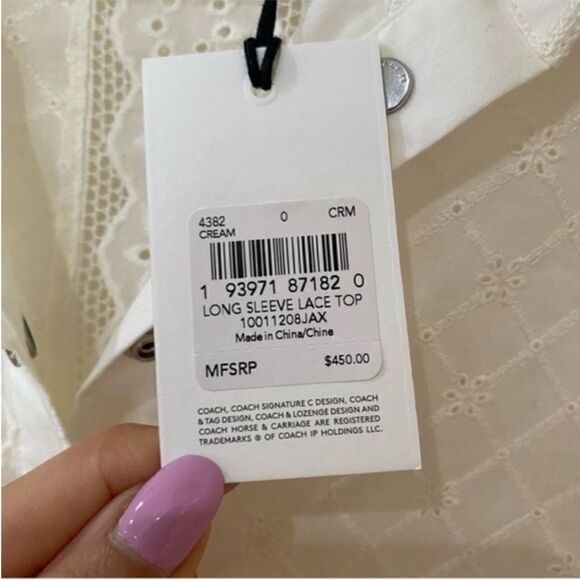 4382 0 CRM
CREAM
1 93971 87182 0
LONG SLEEVE LACE TOP
10011208JAX
Made in China/Chine
MFSRP $450.00
COACH, COACH SIGNATURE C DESIGN, COACH
& TAG DESIGN, COACH & LOZENGE DESIGN AND
COACH HORSE & CARRIAGE ARE REGISTERED
TRADEMARKS ® OF COACH IP HOLDINGS LLC.